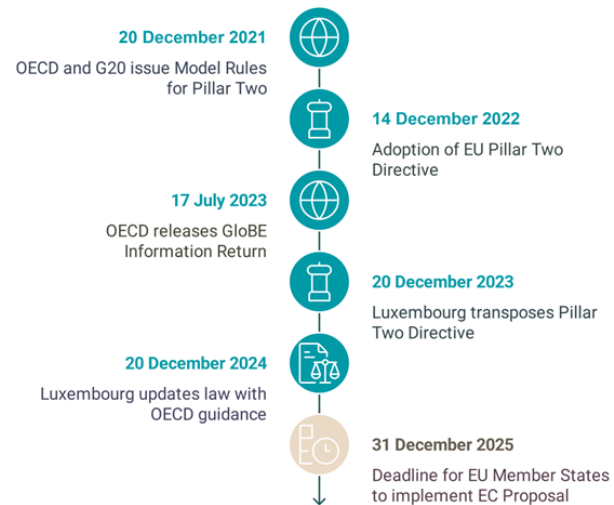 20 December 2021
OECD and G20 issue Model Rules
for Pillar Two
14 December 2022
Adoption of EU Pillar Two
Directive
17 July 2023
OECD releases GloBE
Information Return
20 December 2023
Luxembourg transposes Pillar
Two Directive
20 December 2024
Luxembourg updates law with
OECD guidance
31 December 2025
Deadline for EU Member States
to implement EC Proposal